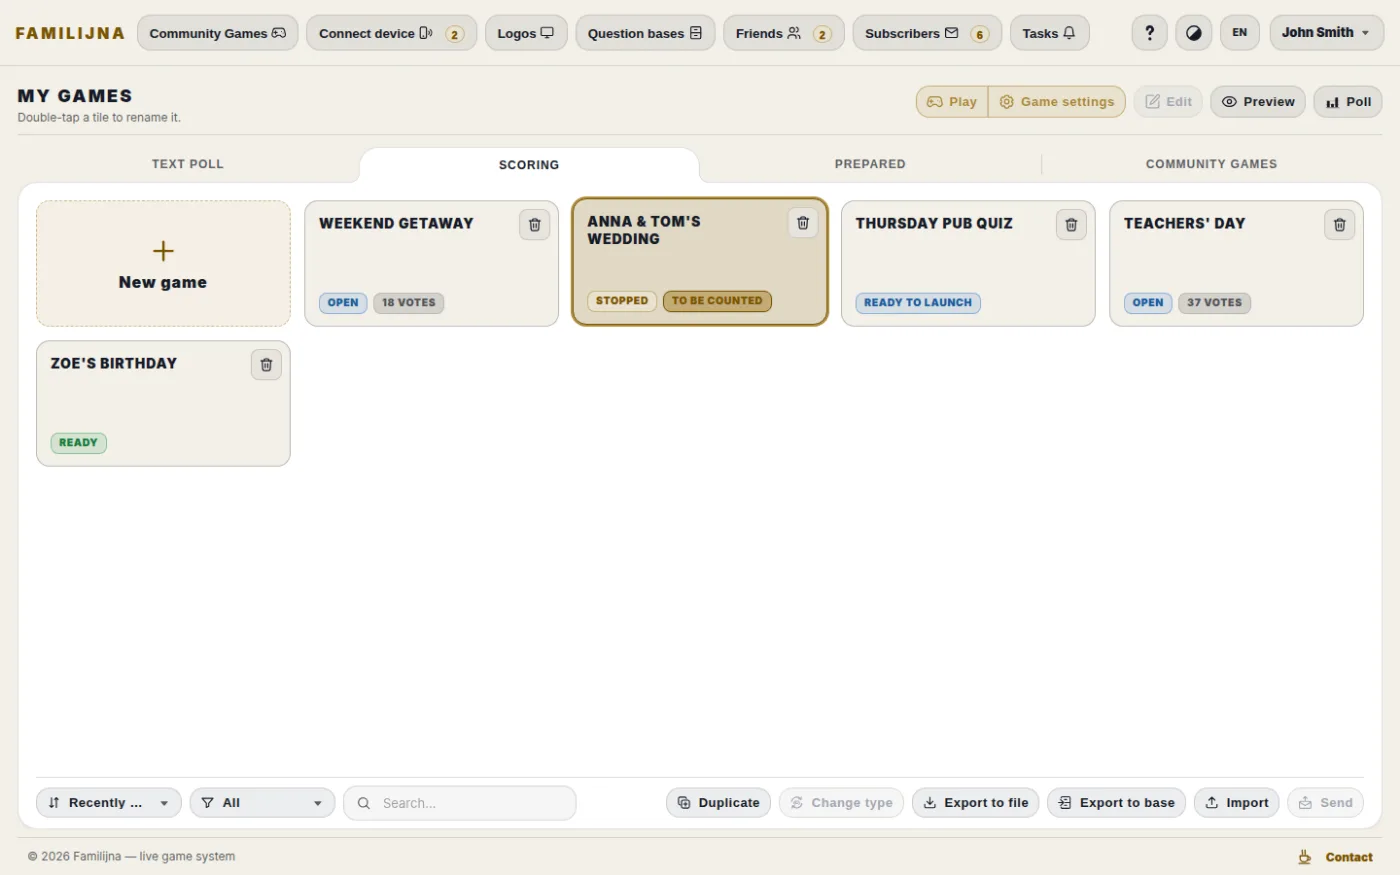 FAMILIJNA
Community Games
Connect device 2
Logos
Question bases
Friends 2
Subscribers 6
Tasks
?
EN
John Smith
MY GAMES
Double-tap a tile to rename it.
Play
Game settings
Edit
Preview
Poll
TEXT POLL
SCORING
PREPARED
COMMUNITY GAMES
+
New game
WEEKEND GETAWAY
OPEN
18 VOTES
ANNA & TOM'S
WEDDING
STOPPED
TO BE COUNTED
THURSDAY PUB QUIZ
READY TO LAUNCH
TEACHERS' DAY
OPEN
37 VOTES
ZOE'S BIRTHDAY
READY
Recently ...
All
Search...
Duplicate
Change type
Export to file
Export to base
Import
Send
© 2026 Familijna — live game system
Contact